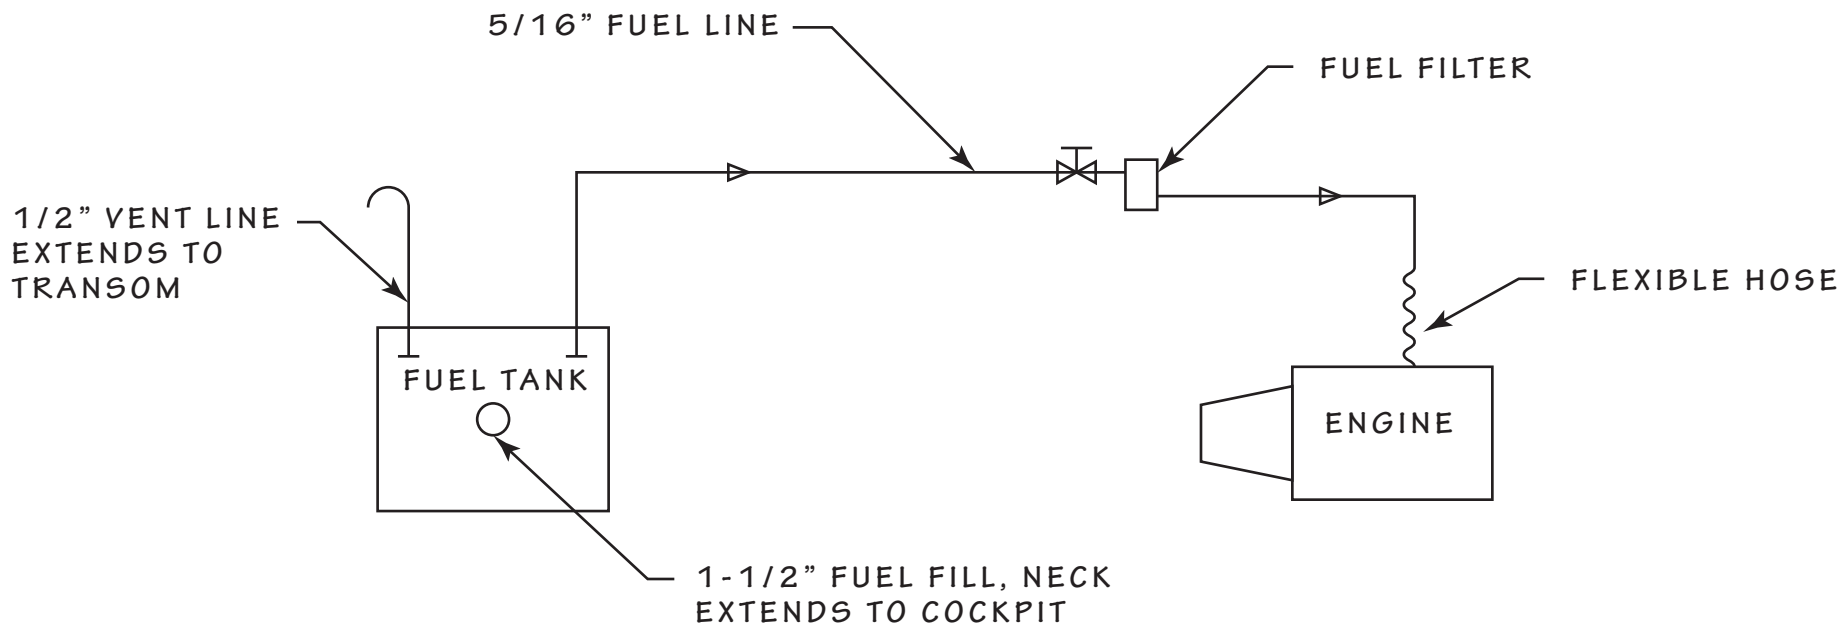 5/16” FUEL LINE
FUEL FILTER
1/2” VENT LINE
EXTENDS TO
TRANSOM
FLEXIBLE HOSE
FUEL TANK
ENGINE
1-1/2” FUEL FILL, NECK
EXTENDS TO COCKPIT